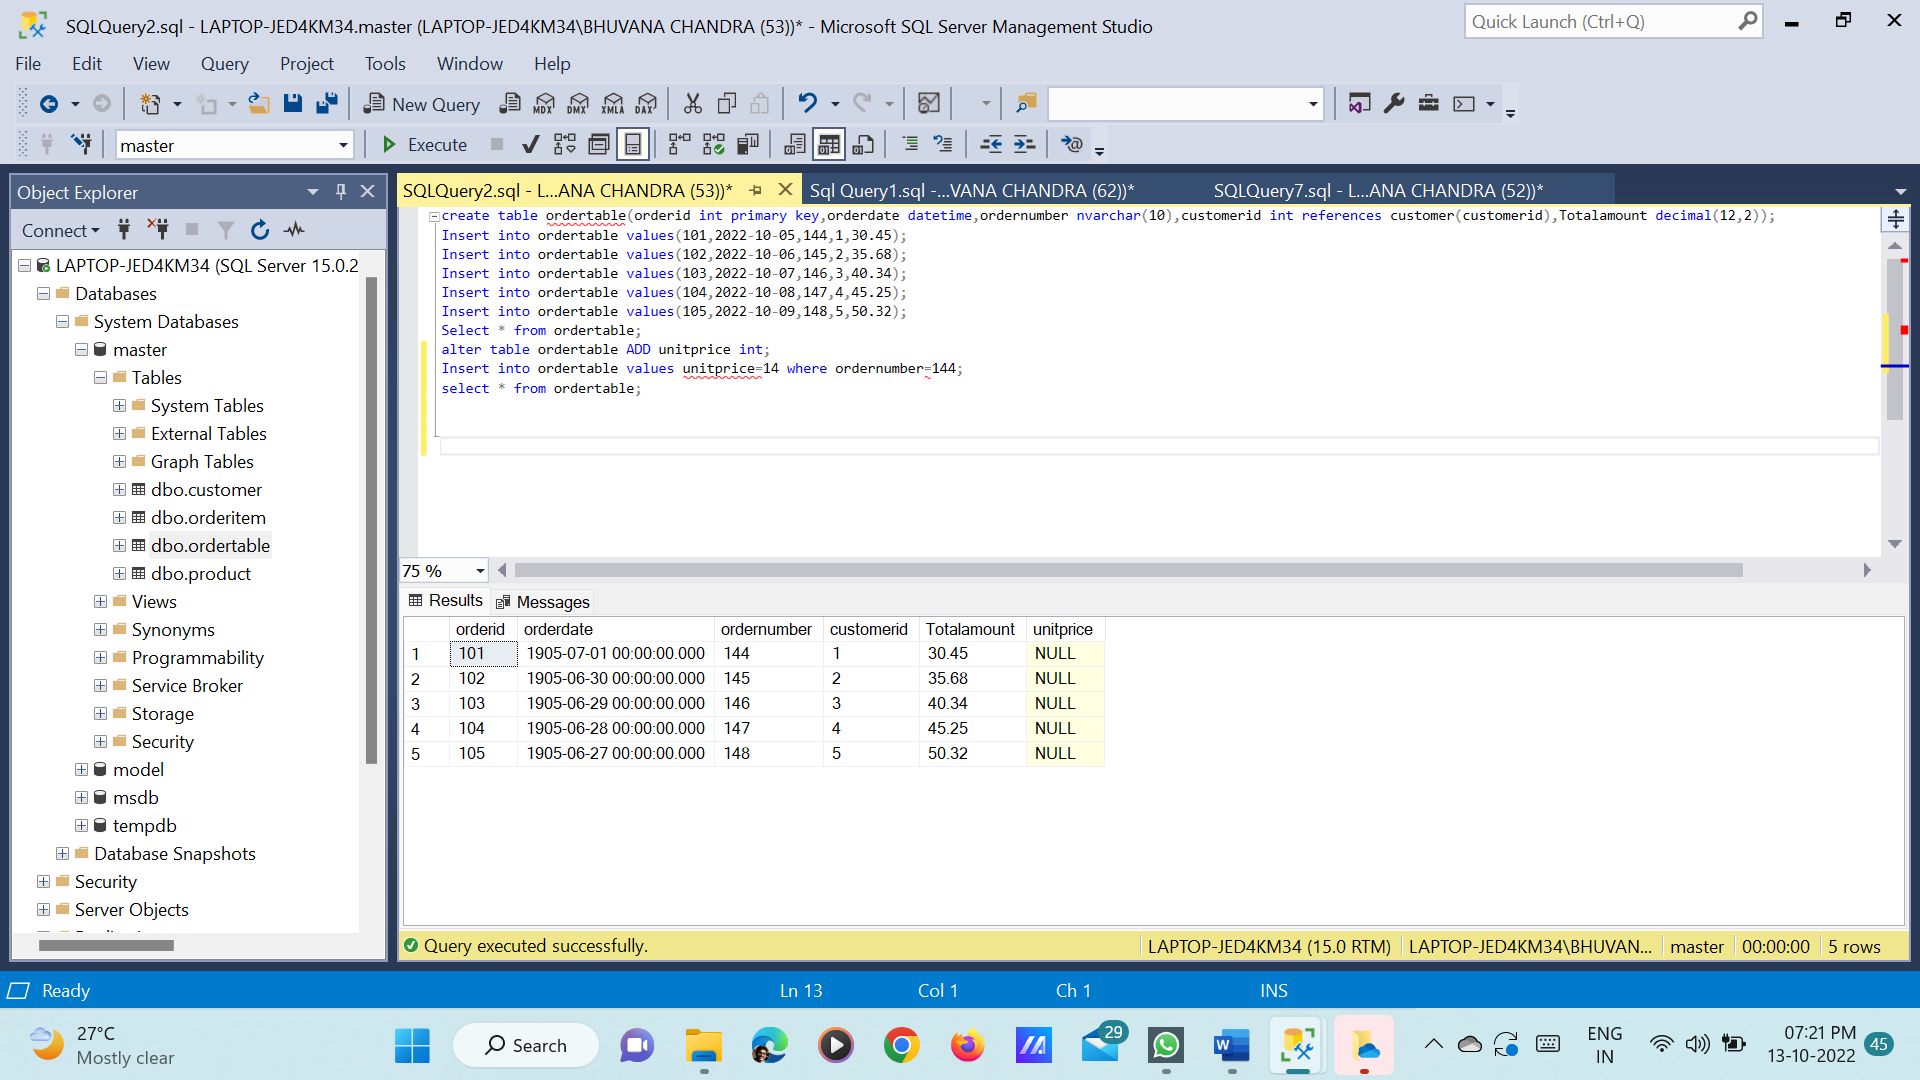 SQLQuery2.sql - LAPTOP-JED4KM34.master (LAPTOP-JED4KM34\BHUVANA CHANDRA (53))* - Microsoft SQL Server Management Studio
Quick Launch (Ctrl+Q)
File Edit View Query Project Tools Window Help
New Query MDX DMX XMLA DAX
master Execute
Object Explorer
SQLQuery2.sql - L...ANA CHANDRA (53))* Sql Query1.sql -...VANA CHANDRA (62))* SQLQuery7.sql - L...ANA CHANDRA (52))*
Connect
LAPTOP-JED4KM34 (SQL Server 15.0.2
Databases
System Databases
master
Tables
System Tables
External Tables
Graph Tables
dbo.customer
dbo.orderitem
dbo.ordertable
dbo.product
Views
Synonyms
Programmability
Service Broker
Storage
Security
model
msdb
tempdb
Database Snapshots
Security
Server Objects
create table ordertable(orderid int primary key,orderdate datetime,ordernumber nvarchar(10),customerid int references customer(customerid),Totalamount decimal(12,2));
Insert into ordertable values(101,2022-10-05,144,1,30.45);
Insert into ordertable values(102,2022-10-06,145,2,35.68);
Insert into ordertable values(103,2022-10-07,146,3,40.34);
Insert into ordertable values(104,2022-10-08,147,4,45.25);
Insert into ordertable values(105,2022-10-09,148,5,50.32);
Select * from ordertable;
alter table ordertable ADD unitprice int;
Insert into ordertable values unitprice=14 where ordernumber=144;
select * from ordertable;
75 %
Results Messages
orderid orderdate ordernumber customerid Totalamount unitprice
1 101 1905-07-01 00:00:00.000 144 1 30.45 NULL
2 102 1905-06-30 00:00:00.000 145 2 35.68 NULL
3 103 1905-06-29 00:00:00.000 146 3 40.34 NULL
4 104 1905-06-28 00:00:00.000 147 4 45.25 NULL
5 105 1905-06-27 00:00:00.000 148 5 50.32 NULL
Query executed successfully. LAPTOP-JED4KM34 (15.0 RTM) LAPTOP-JED4KM34\BHUVAN... master 00:00:00 5 rows
Ready Ln 13 Col 1 Ch 1 INS
27°C
Mostly clear
Search
29
W
ENG
IN
07:21 PM
13-10-2022
45